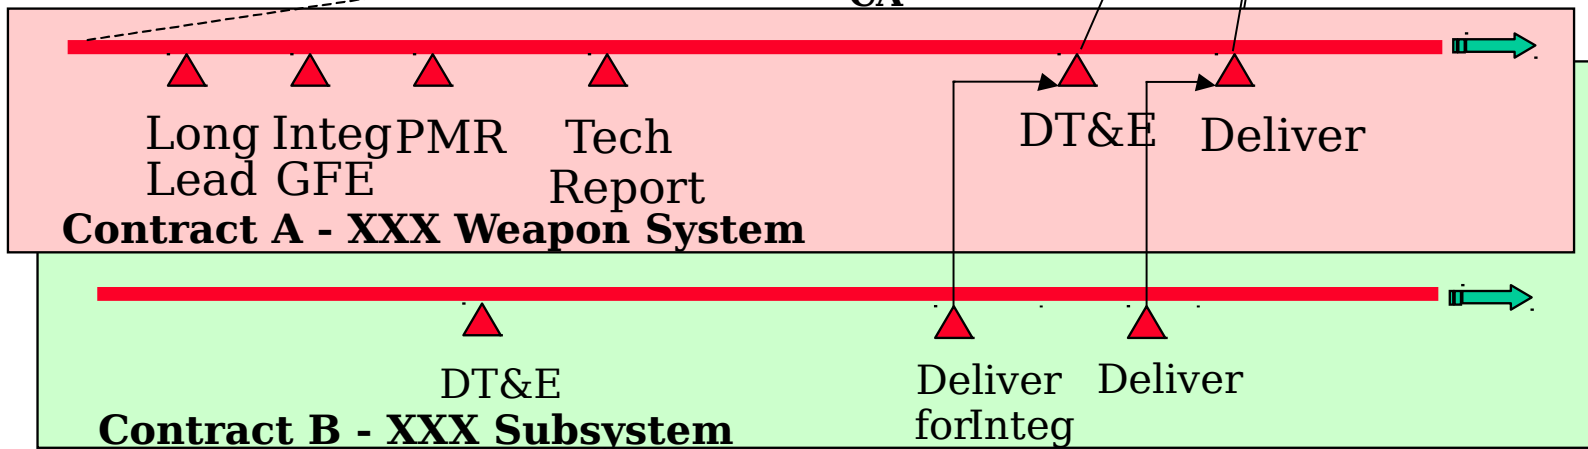 CA
Long Integ PMR Tech DT&E Deliver
Lead GFE Report
Contract A - XXX Weapon System
DT&E Deliver Deliver
forInteg
Contract B - XXX Subsystem